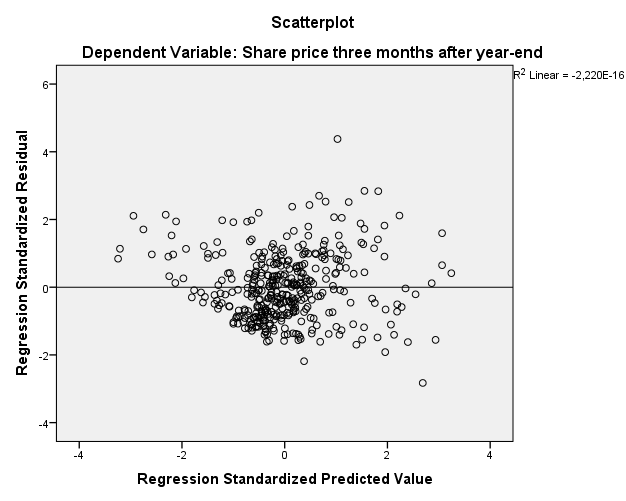 Scatterplot
Dependent Variable: Share price three months after year-end
R² Linear = -2,220E-16
6
4
2
0
-2
-4
Regression Standardized Residual
-4
-2
0
2
4
Regression Standardized Predicted Value